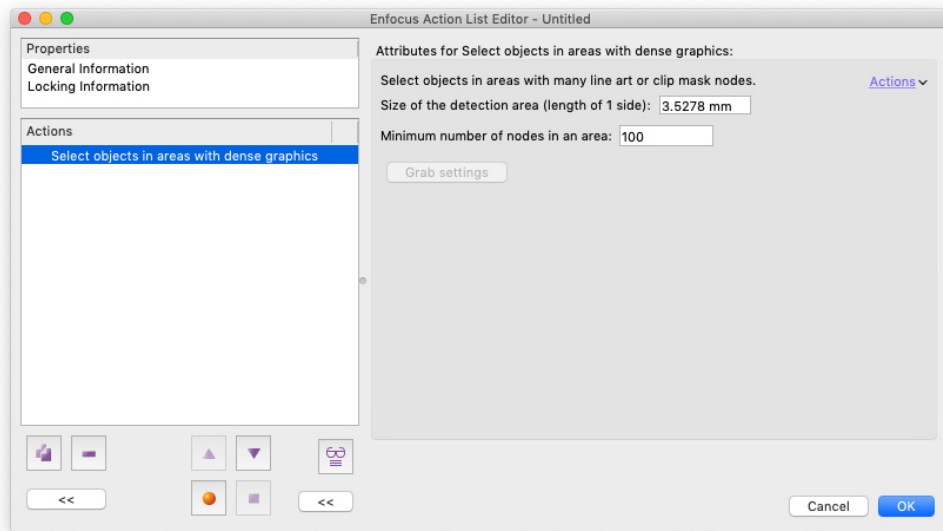 Enfocus Action List Editor - Untitled
Properties
General Information
Locking Information
Actions
Select objects in areas with dense graphics
<<
<<
Attributes for Select objects in areas with dense graphics:
Select objects in areas with many line art or clip mask nodes.
Actions
Size of the detection area (length of 1 side): 3.5278 mm
Minimum number of nodes in an area: 100
Grab settings
Cancel
OK